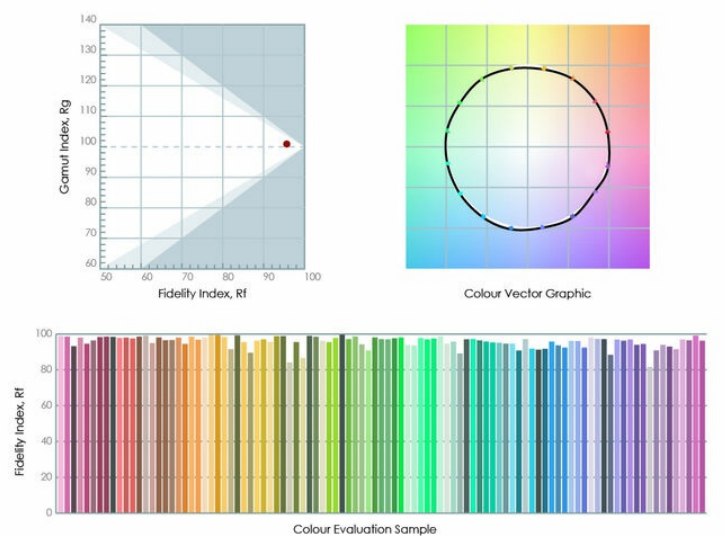 140
130
120
110
100
90
80
70
60
Gamut Index, Rg
50 60 70 80 90 100
Fidelity Index, Rf
Colour Vector Graphic
100
80
60
40
20
0
Fidelity Index, Rf
Colour Evaluation Sample